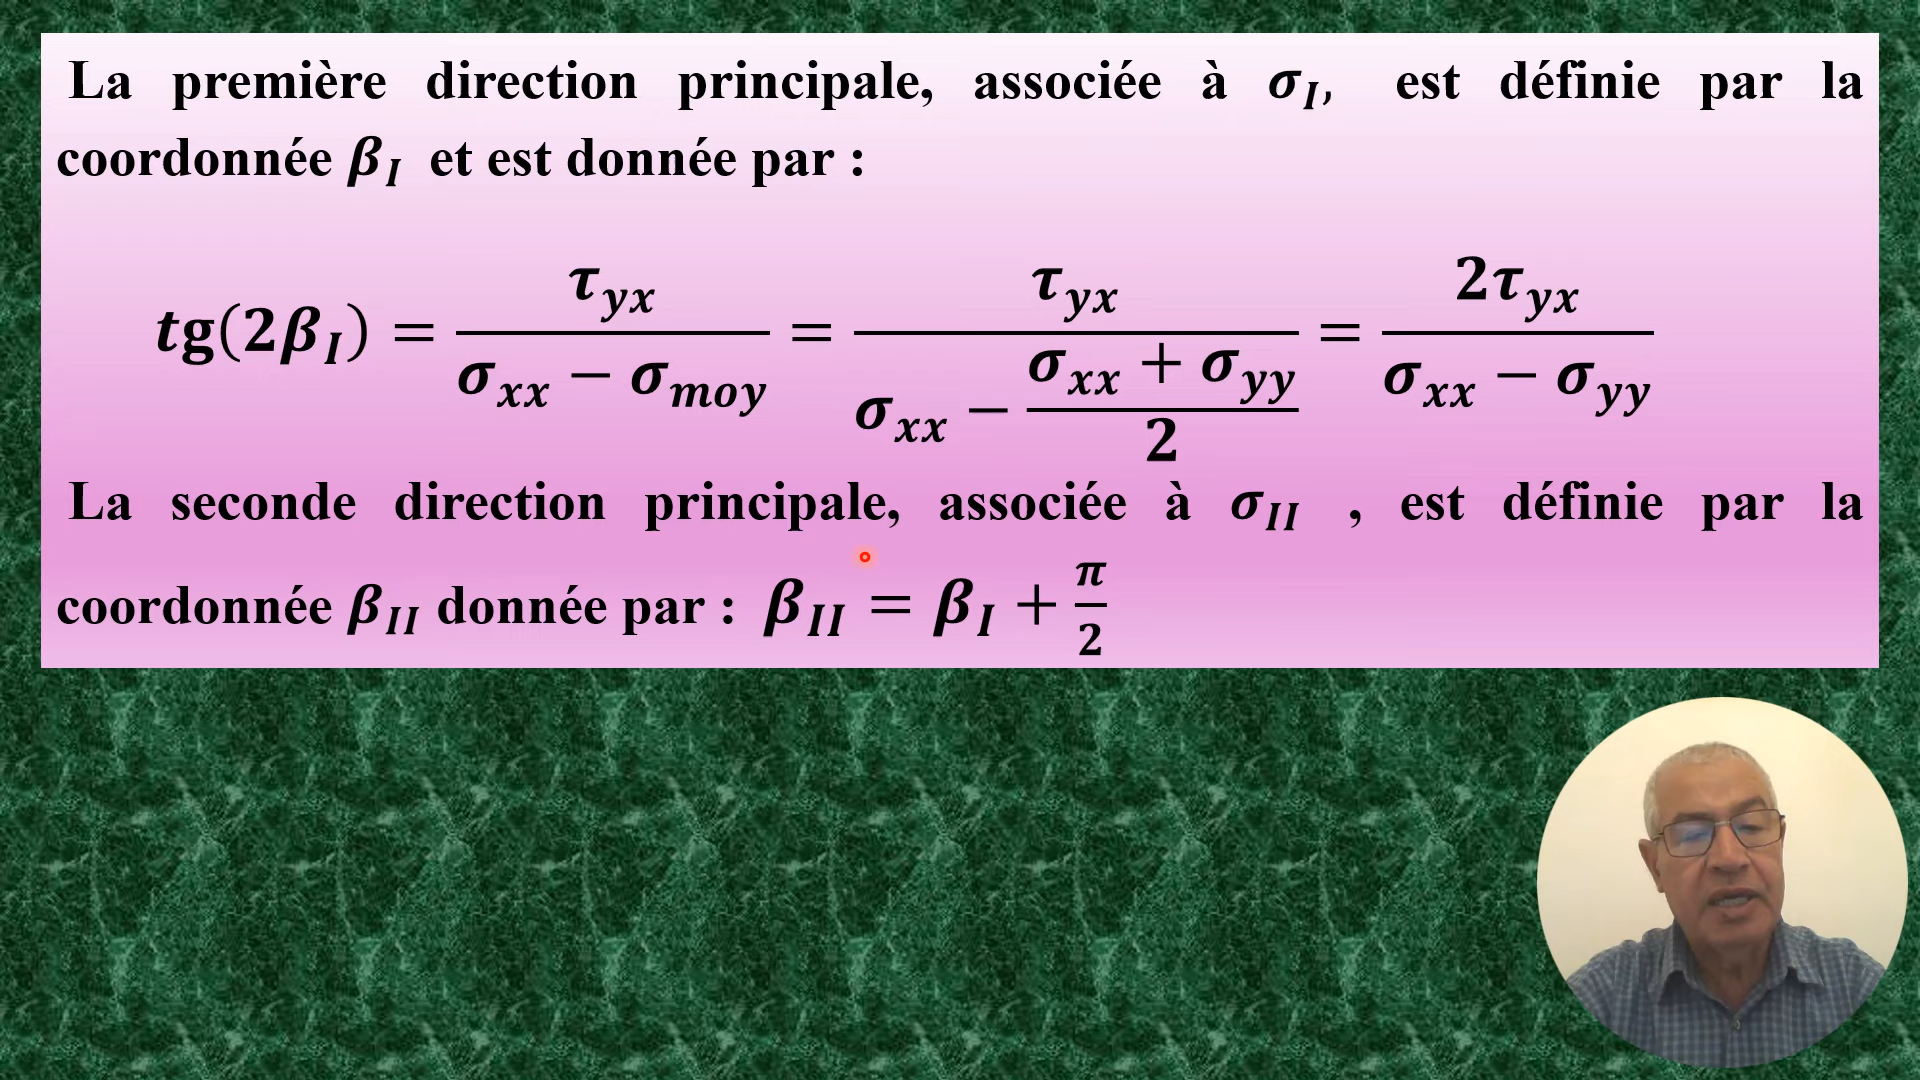 La première direction principale, associée à σ_I, est définie par la
coordonnée β_I et est donnée par :
tg(2β_I) = τ_yx / (σ_xx − σ_moy) = τ_yx / (σ_xx − (σ_xx + σ_yy)/2) = 2τ_yx / (σ_xx − σ_yy)
La seconde direction principale, associée à σ_II , est définie par la
coordonnée β_II donnée par : β_II = β_I + π/2